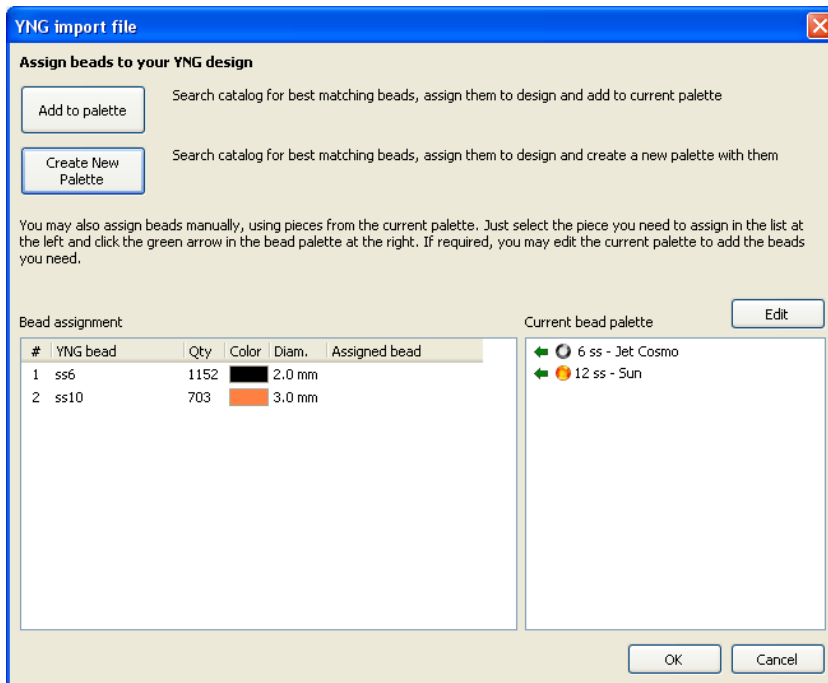 YNG import file
Assign beads to your YNG design
Add to palette
Search catalog for best matching beads, assign them to design and add to current palette
Create New
Palette
Search catalog for best matching beads, assign them to design and create a new palette with them
You may also assign beads manually, using pieces from the current palette. Just select the piece you need to assign in the list at
the left and click the green arrow in the bead palette at the right. If required, you may edit the current palette to add the beads
you need.
Edit
Bead assignment
Current bead palette
# YNG bead Qty Color Diam. Assigned bead
1 ss6 1152 2.0 mm
2 ss10 703 3.0 mm
6 ss - Jet Cosmo
12 ss - Sun
OK
Cancel